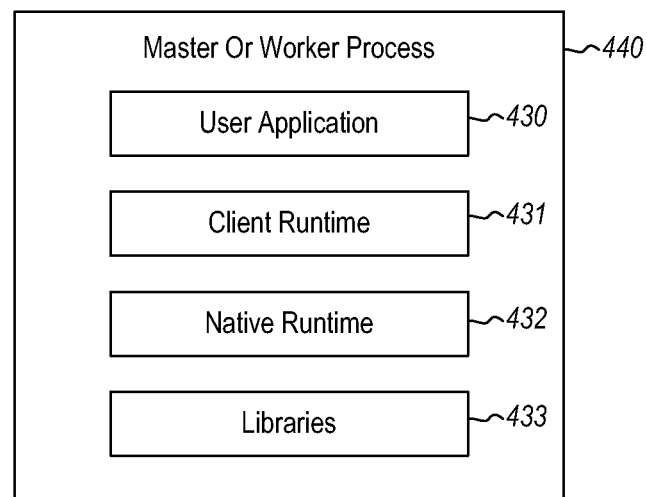 Master Or Worker Process 440
User Application 430
Client Runtime 431
Native Runtime 432
Libraries 433